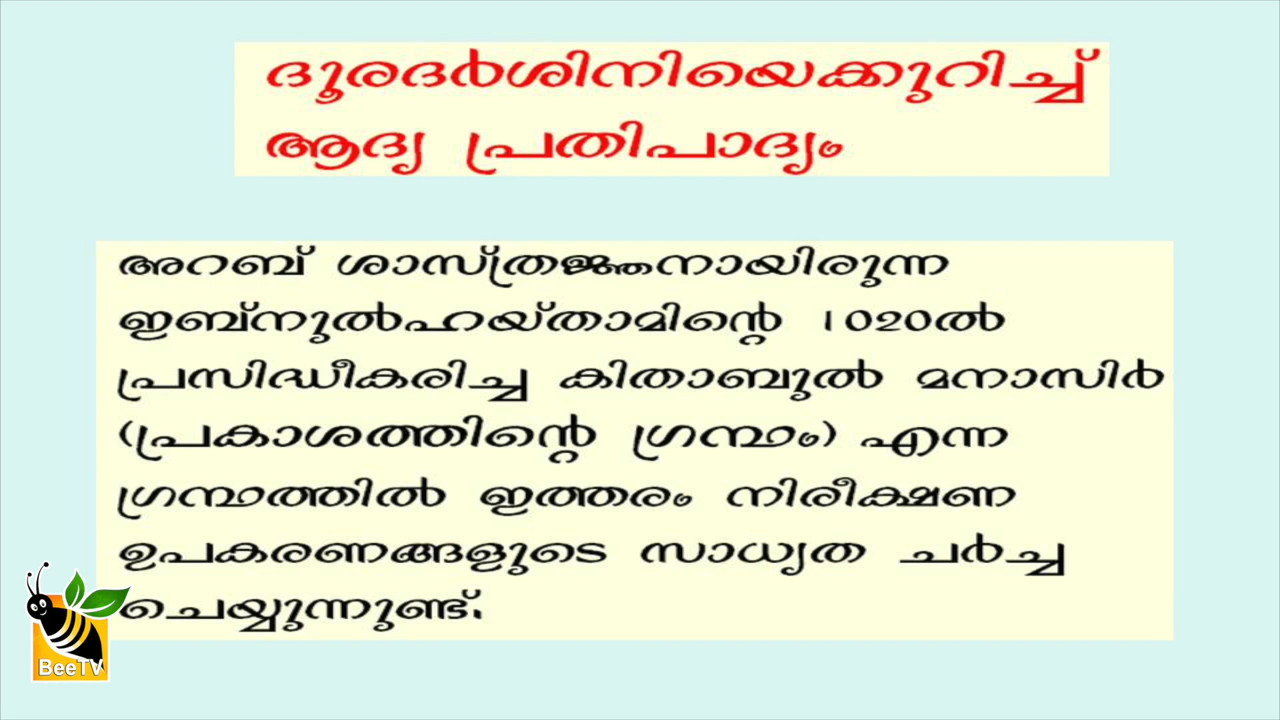 ദൂരദർശിനിയെക്കുറിച്ച്
ആദ്യ പ്രതിപാദ്യം
അറബ് ശാസ്ത്രജ്ഞനായിരുന്ന
ഇബ്നുൽഹയ്താമിന്റെ 1020ൽ
പ്രസിദ്ധീകരിച്ച കിതാബുൽ മനാസിർ
(പ്രകാശത്തിന്റെ ഗ്രന്ഥം) എന്ന
ഗ്രന്ഥത്തിൽ ഇത്തരം നിരീക്ഷണ
ഉപകരണങ്ങളുടെ സാധ്യത ചർച്ച
ചെയ്യുന്നുണ്ട്.
BeeTV